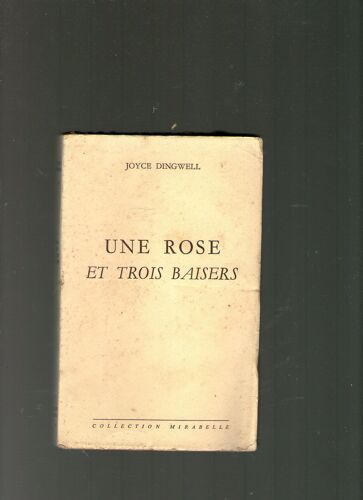 JOYCE DINGWELL
UNE ROSE
ET TROIS BAISERS
COLLECTION MIRABELLE